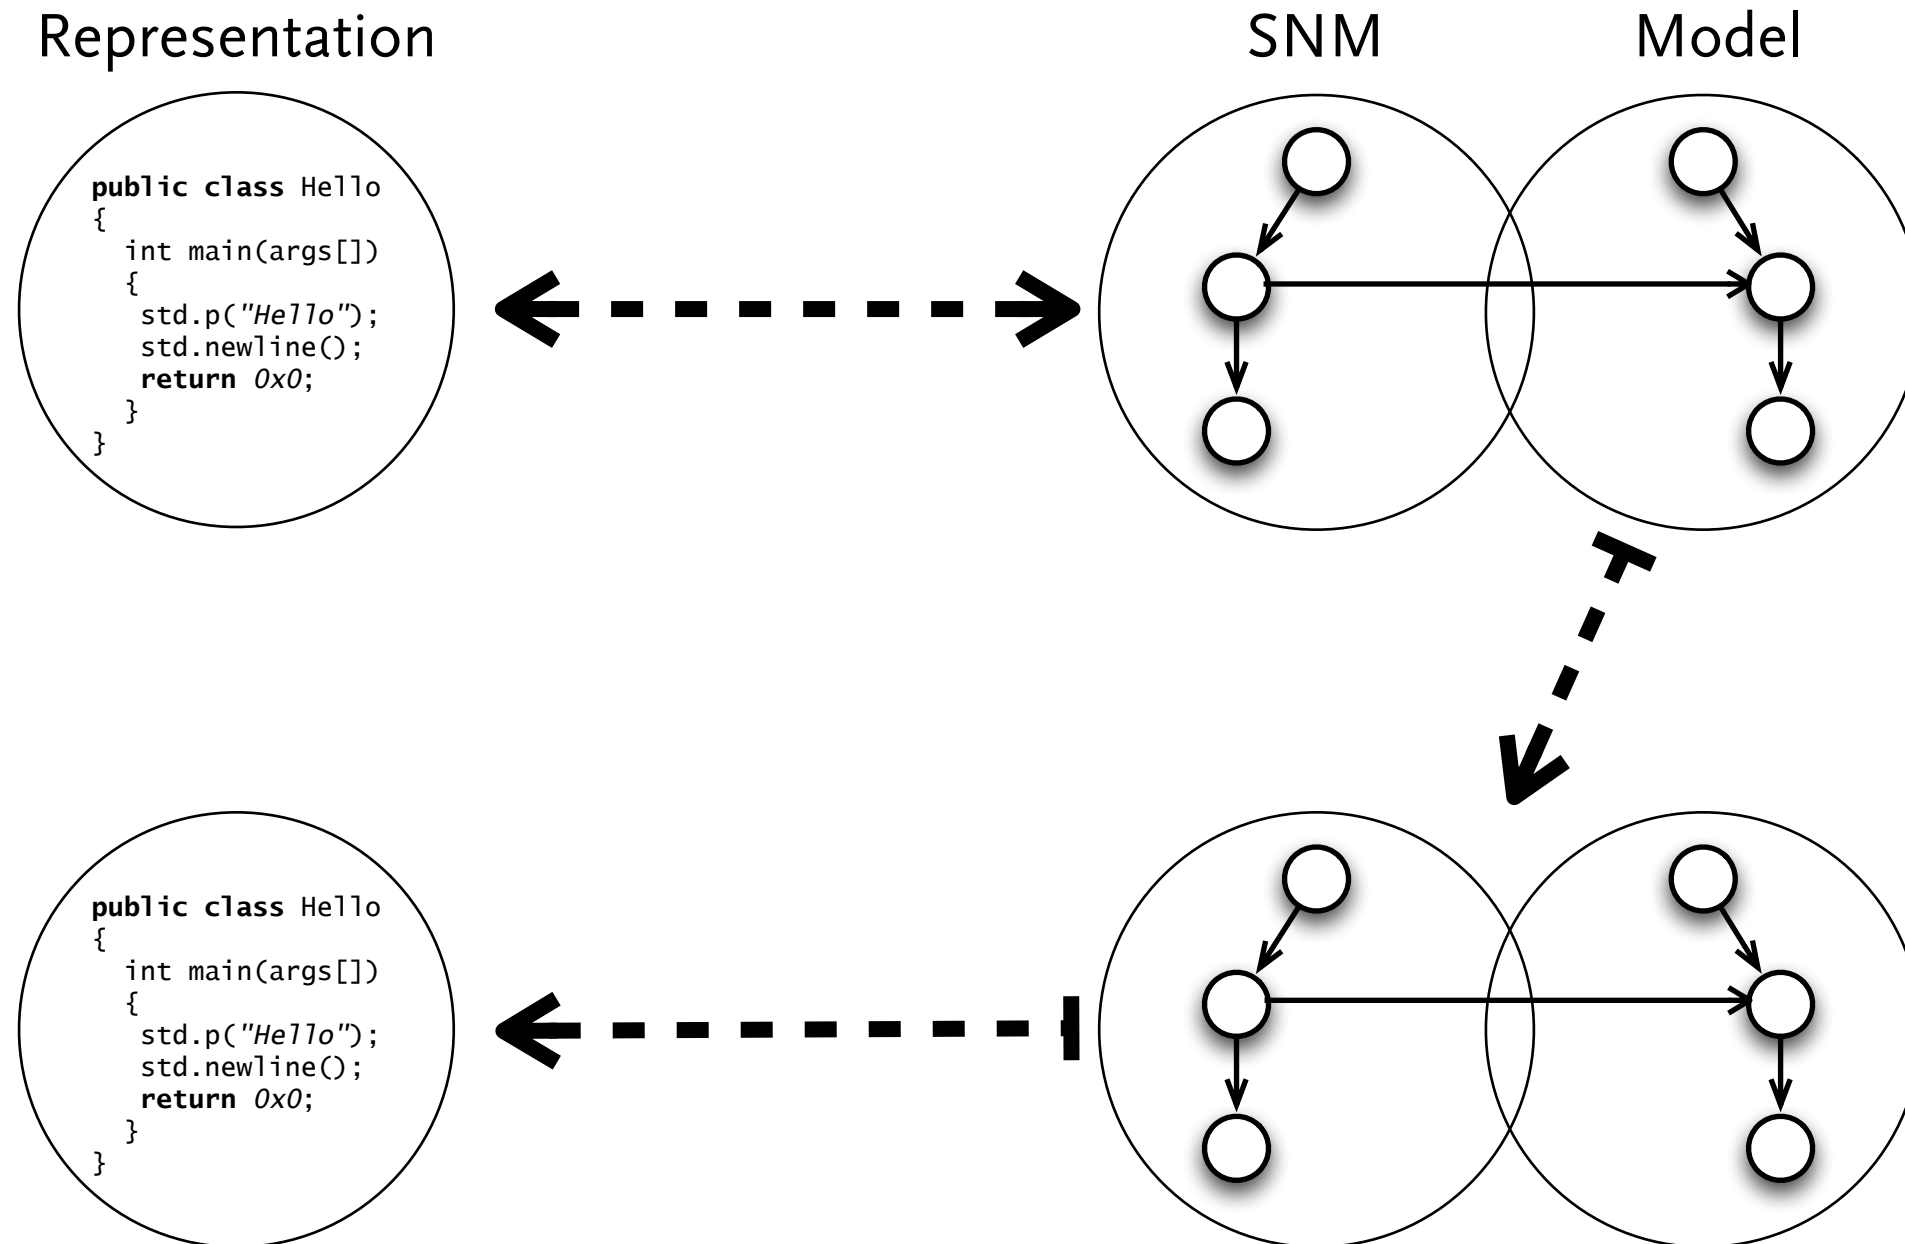 Representation
SNM
Model
public class Hello
{
int main(args[])
{
std.p("Hello");
std.newline();
return 0x0;
}
}
public class Hello
{
int main(args[])
{
std.p("Hello");
std.newline();
return 0x0;
}
}